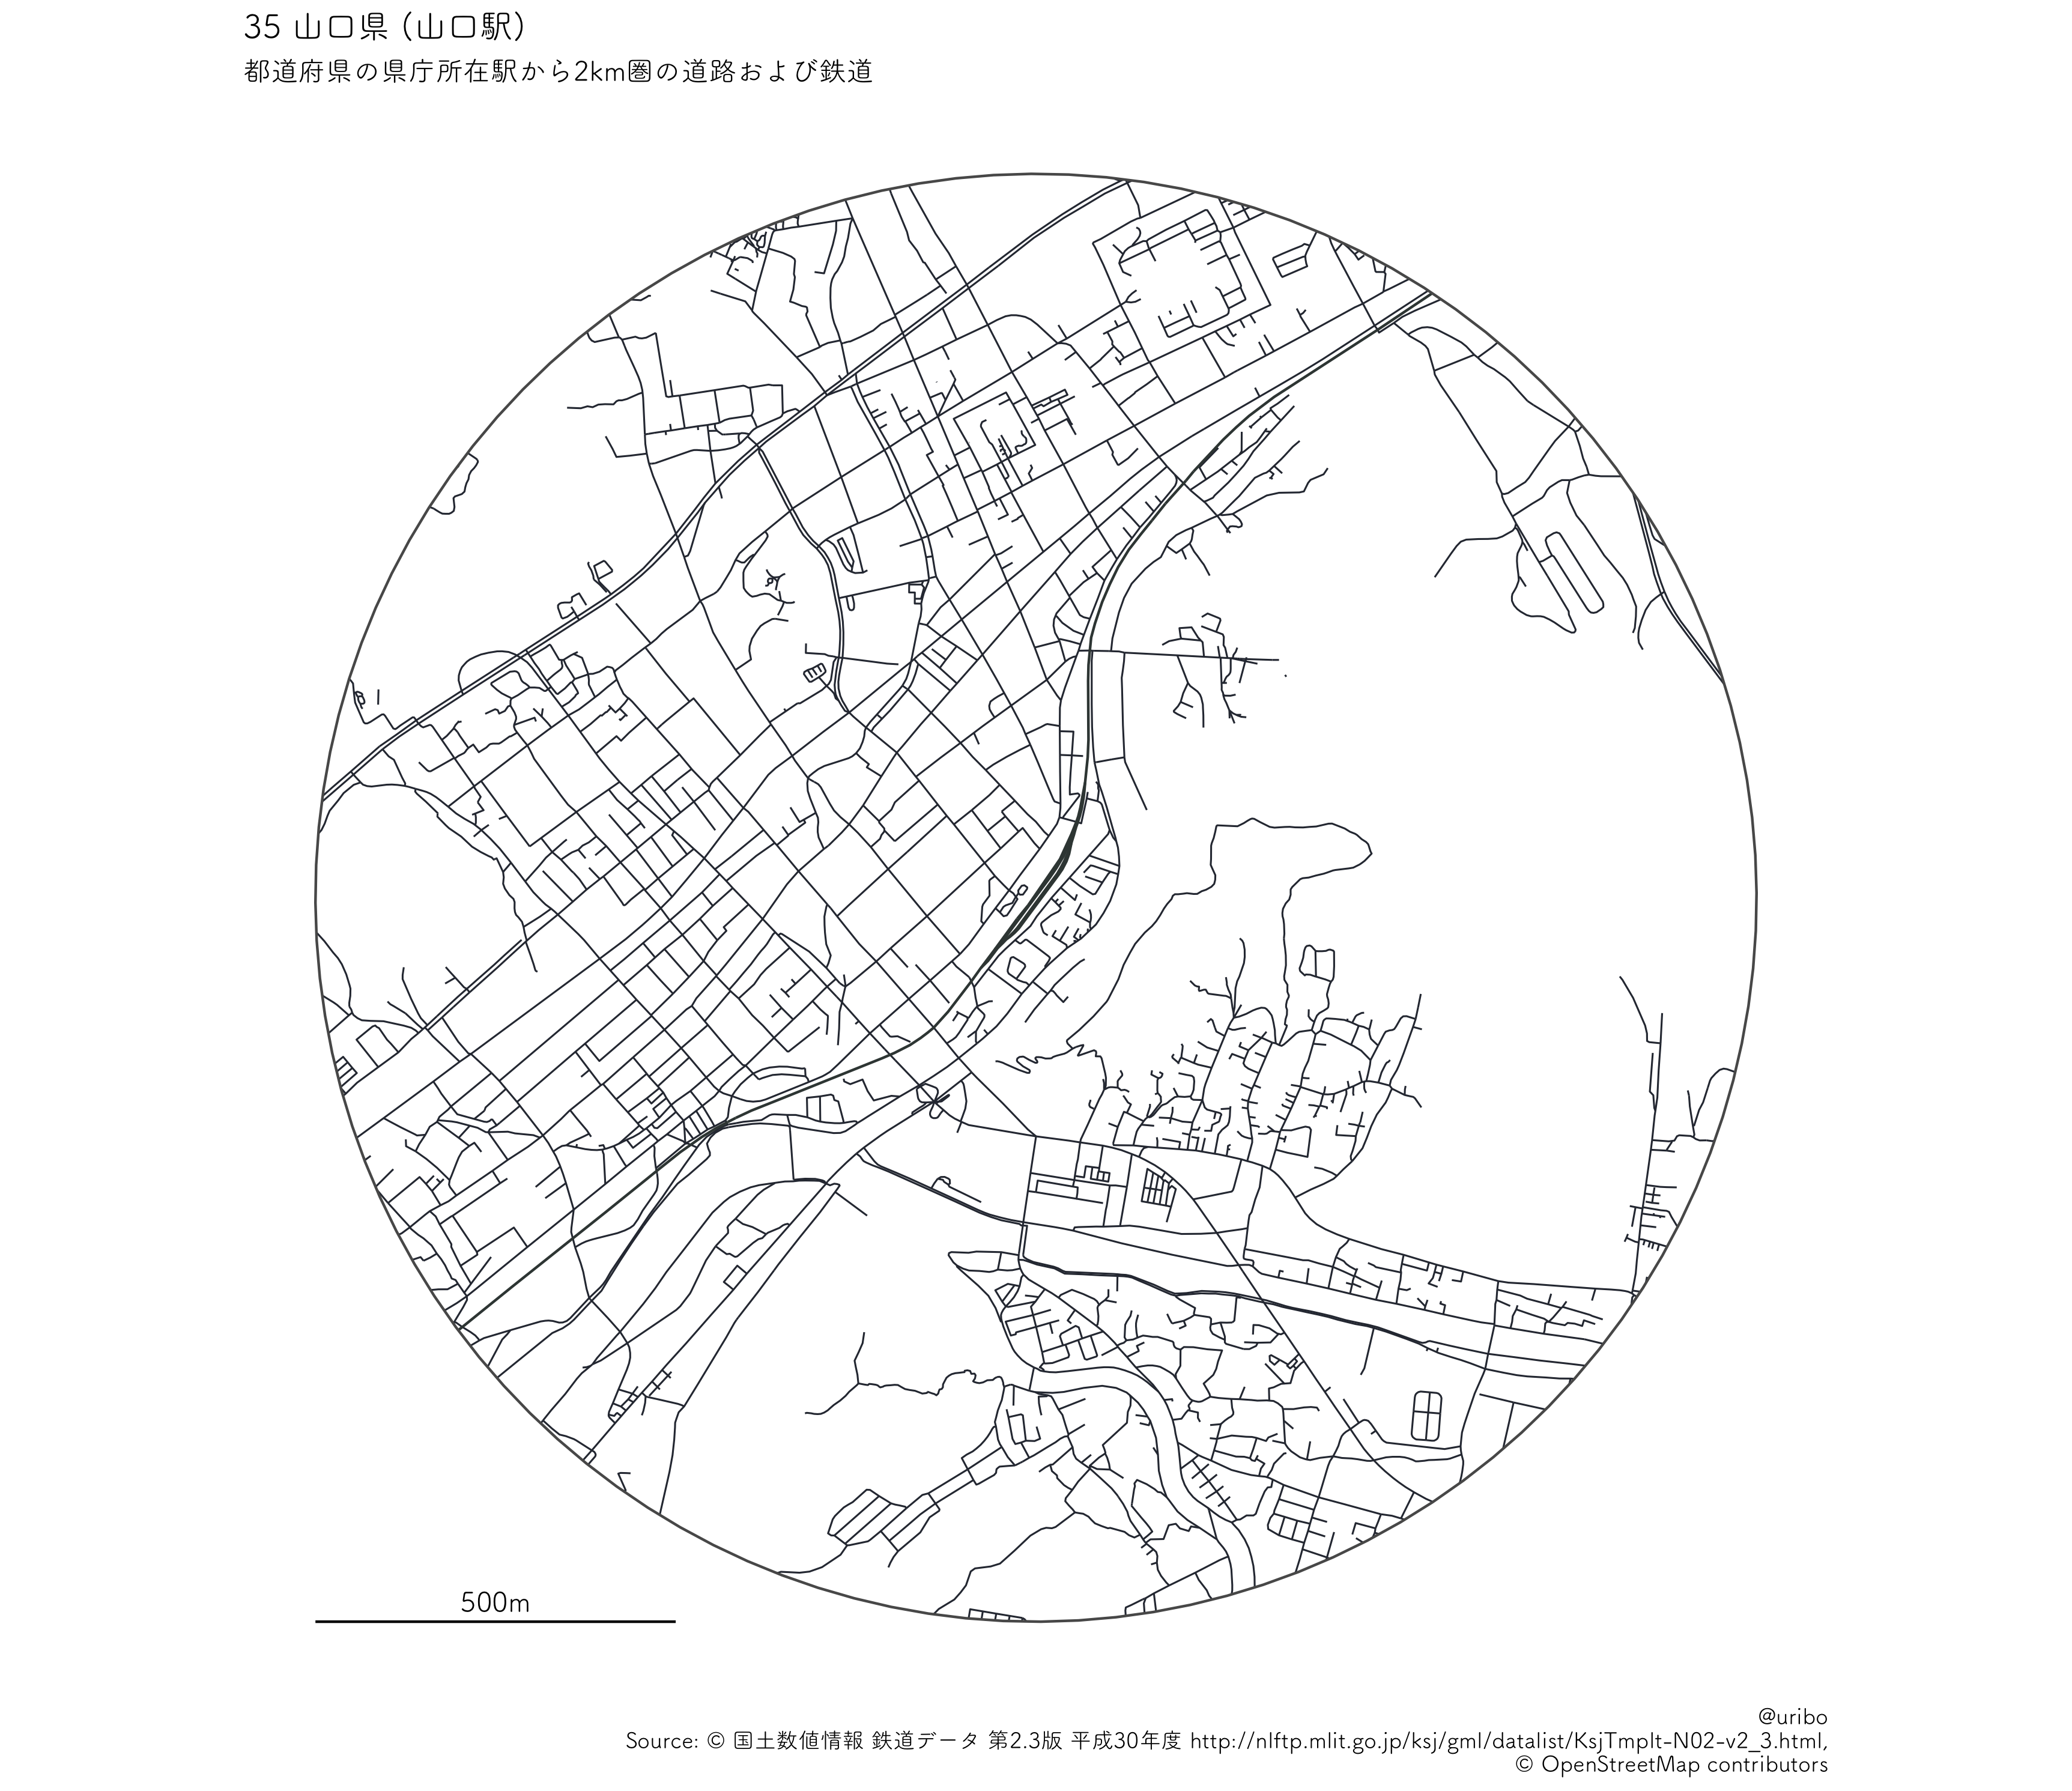 35 山口県 (山口駅)
都道府県の県庁所在駅から2km圏の道路および鉄道
500m
@uribo
Source: © 国土数値情報 鉄道データ 第2.3版 平成30年度 http://nlftp.mlit.go.jp/ksj/gml/datalist/KsjTmplt-N02-v2_3.html,
© OpenStreetMap contributors